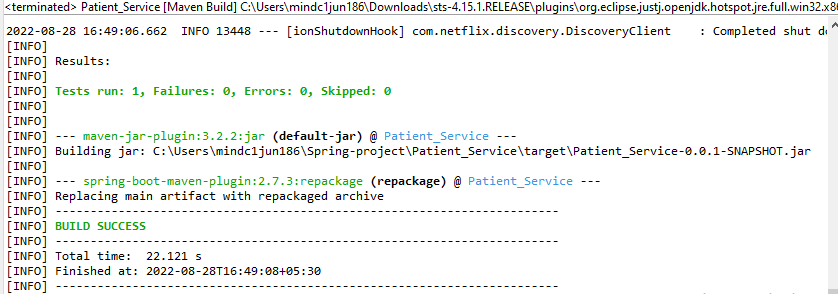 <terminated> Patient_Service [Maven Build] C:\Users\mindc1jun186\Downloads\sts-4.15.1.RELEASE\plugins\org.eclipse.justj.openjdk.hotspot.jre.full.win32.x86
2022-08-28 16:49:06.662  INFO 13448 --- [ionShutdownHook] com.netflix.discovery.DiscoveryClient    : Completed shut do
[INFO]
[INFO] Results:
[INFO]
[INFO] Tests run: 1, Failures: 0, Errors: 0, Skipped: 0
[INFO]
[INFO]
[INFO] --- maven-jar-plugin:3.2.2:jar (default-jar) @ Patient_Service ---
[INFO] Building jar: C:\Users\mindc1jun186\Spring-project\Patient_Service\target\Patient_Service-0.0.1-SNAPSHOT.jar
[INFO]
[INFO] --- spring-boot-maven-plugin:2.7.3:repackage (repackage) @ Patient_Service ---
[INFO] Replacing main artifact with repackaged archive
[INFO] ------------------------------------------------------------------------
[INFO] BUILD SUCCESS
[INFO] ------------------------------------------------------------------------
[INFO] Total time:  22.121 s
[INFO] Finished at: 2022-08-28T16:49:08+05:30
[INFO] ------------------------------------------------------------------------